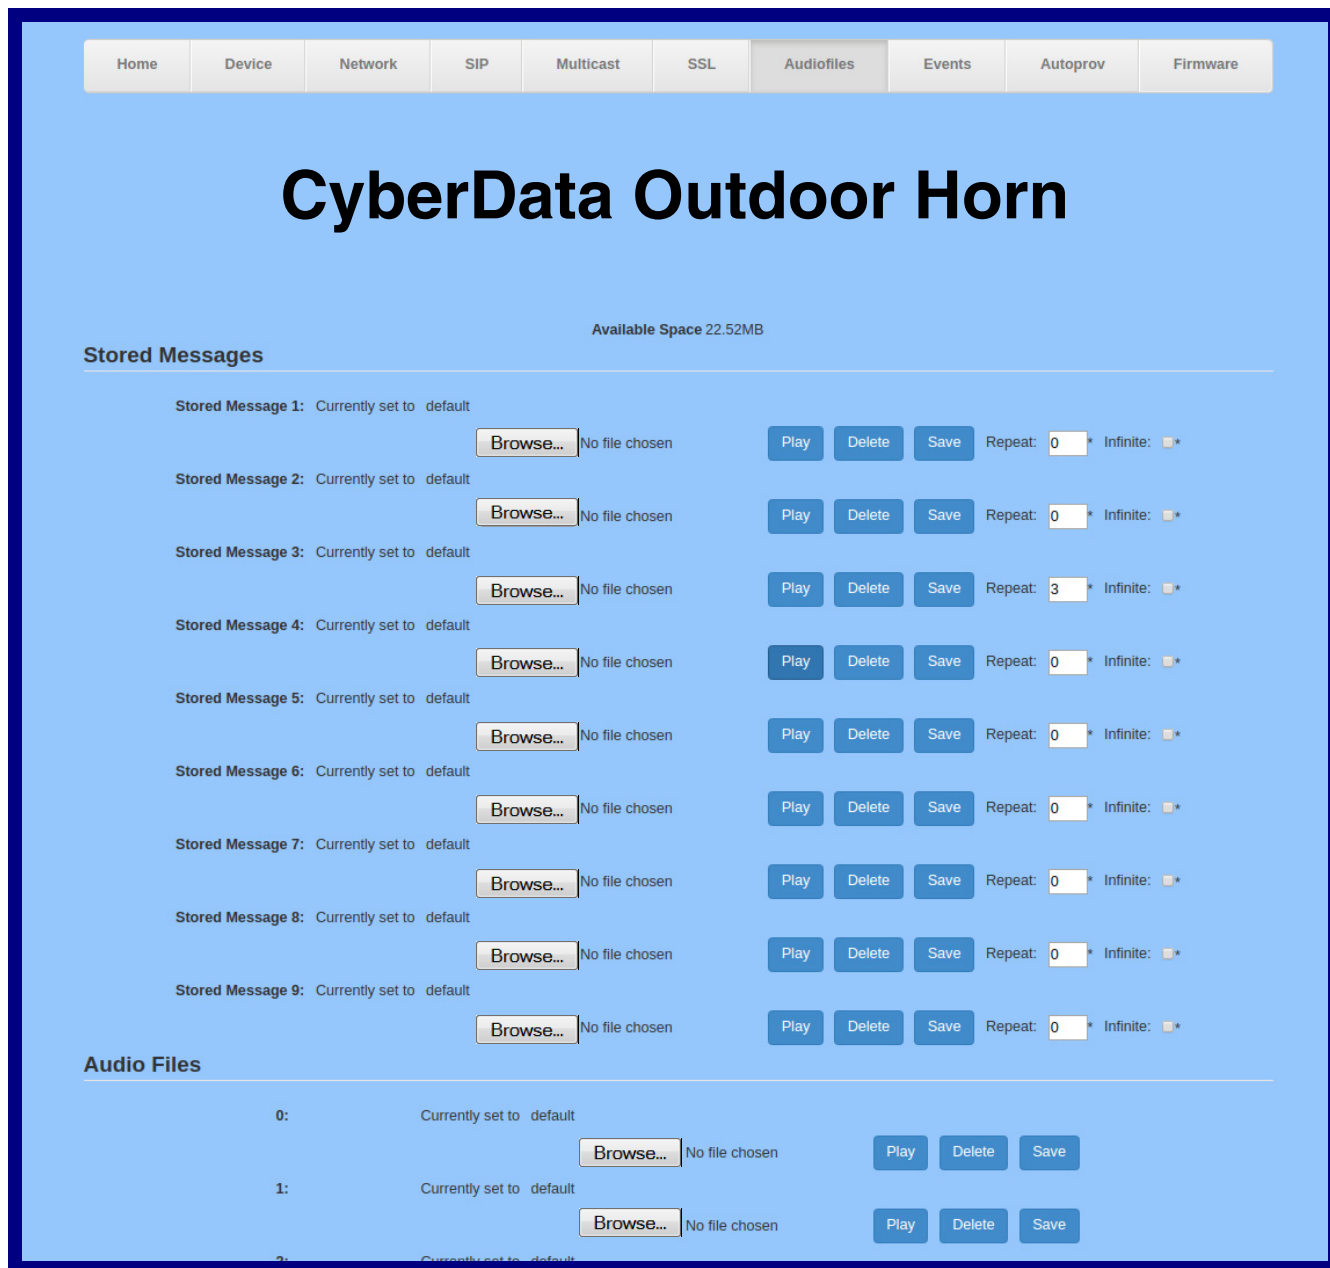 Home Device Network SIP Multicast SSL Audiofiles Events Autoprov Firmware
CyberData Outdoor Horn
Available Space 22.52MB
Stored Messages
Stored Message 1: Currently set to default
Browse... No file chosen Play Delete Save Repeat: 0 * Infinite: *
Stored Message 2: Currently set to default
Browse... No file chosen Play Delete Save Repeat: 0 * Infinite: *
Stored Message 3: Currently set to default
Browse... No file chosen Play Delete Save Repeat: 3 * Infinite: *
Stored Message 4: Currently set to default
Browse... No file chosen Play Delete Save Repeat: 0 * Infinite: *
Stored Message 5: Currently set to default
Browse... No file chosen Play Delete Save Repeat: 0 * Infinite: *
Stored Message 6: Currently set to default
Browse... No file chosen Play Delete Save Repeat: 0 * Infinite: *
Stored Message 7: Currently set to default
Browse... No file chosen Play Delete Save Repeat: 0 * Infinite: *
Stored Message 8: Currently set to default
Browse... No file chosen Play Delete Save Repeat: 0 * Infinite: *
Stored Message 9: Currently set to default
Browse... No file chosen Play Delete Save Repeat: 0 * Infinite: *
Audio Files
0: Currently set to default
Browse... No file chosen Play Delete Save
1: Currently set to default
Browse... No file chosen Play Delete Save
2: Currently set to default